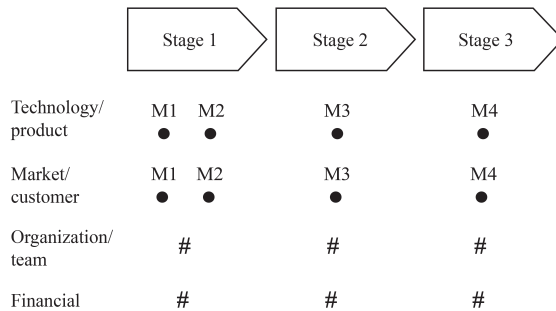 Stage 1 Stage 2 Stage 3
Technology/
product
M1 M2 M3 M4
Market/
customer
M1 M2 M3 M4
Organization/
team
# # #
Financial # # #